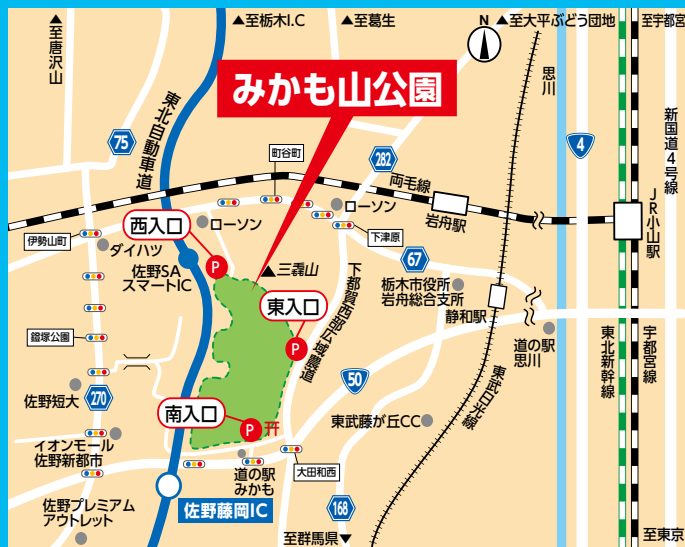 ▲至唐沢山
▲至栃木I.C
▲至葛生
N
▲至大平ぶどう団地
▲至宇都宮
みかも山公園
東北自動車道
75
町谷町
282
両毛線
思川
4
新国道4号線
伊勢山町
ダイハツ
西入口
ローソン
ローソン
岩舟駅
JR小山駅
下津原
佐野SA
スマートIC
P
▲三毳山
67
栃木市役所
岩舟総合支所
東入口
P
下都賀西部広域農道
静和駅
鐙塚公園
道の駅
思川
東北新幹線
宇都宮線
佐野短大
270
50
東武日光線
南入口
P
東武藤が丘CC
イオンモール
佐野新都市
道の駅
みかも
大田和西
佐野プレミアム
アウトレット
佐野藤岡IC
168
至群馬県▼
至東京